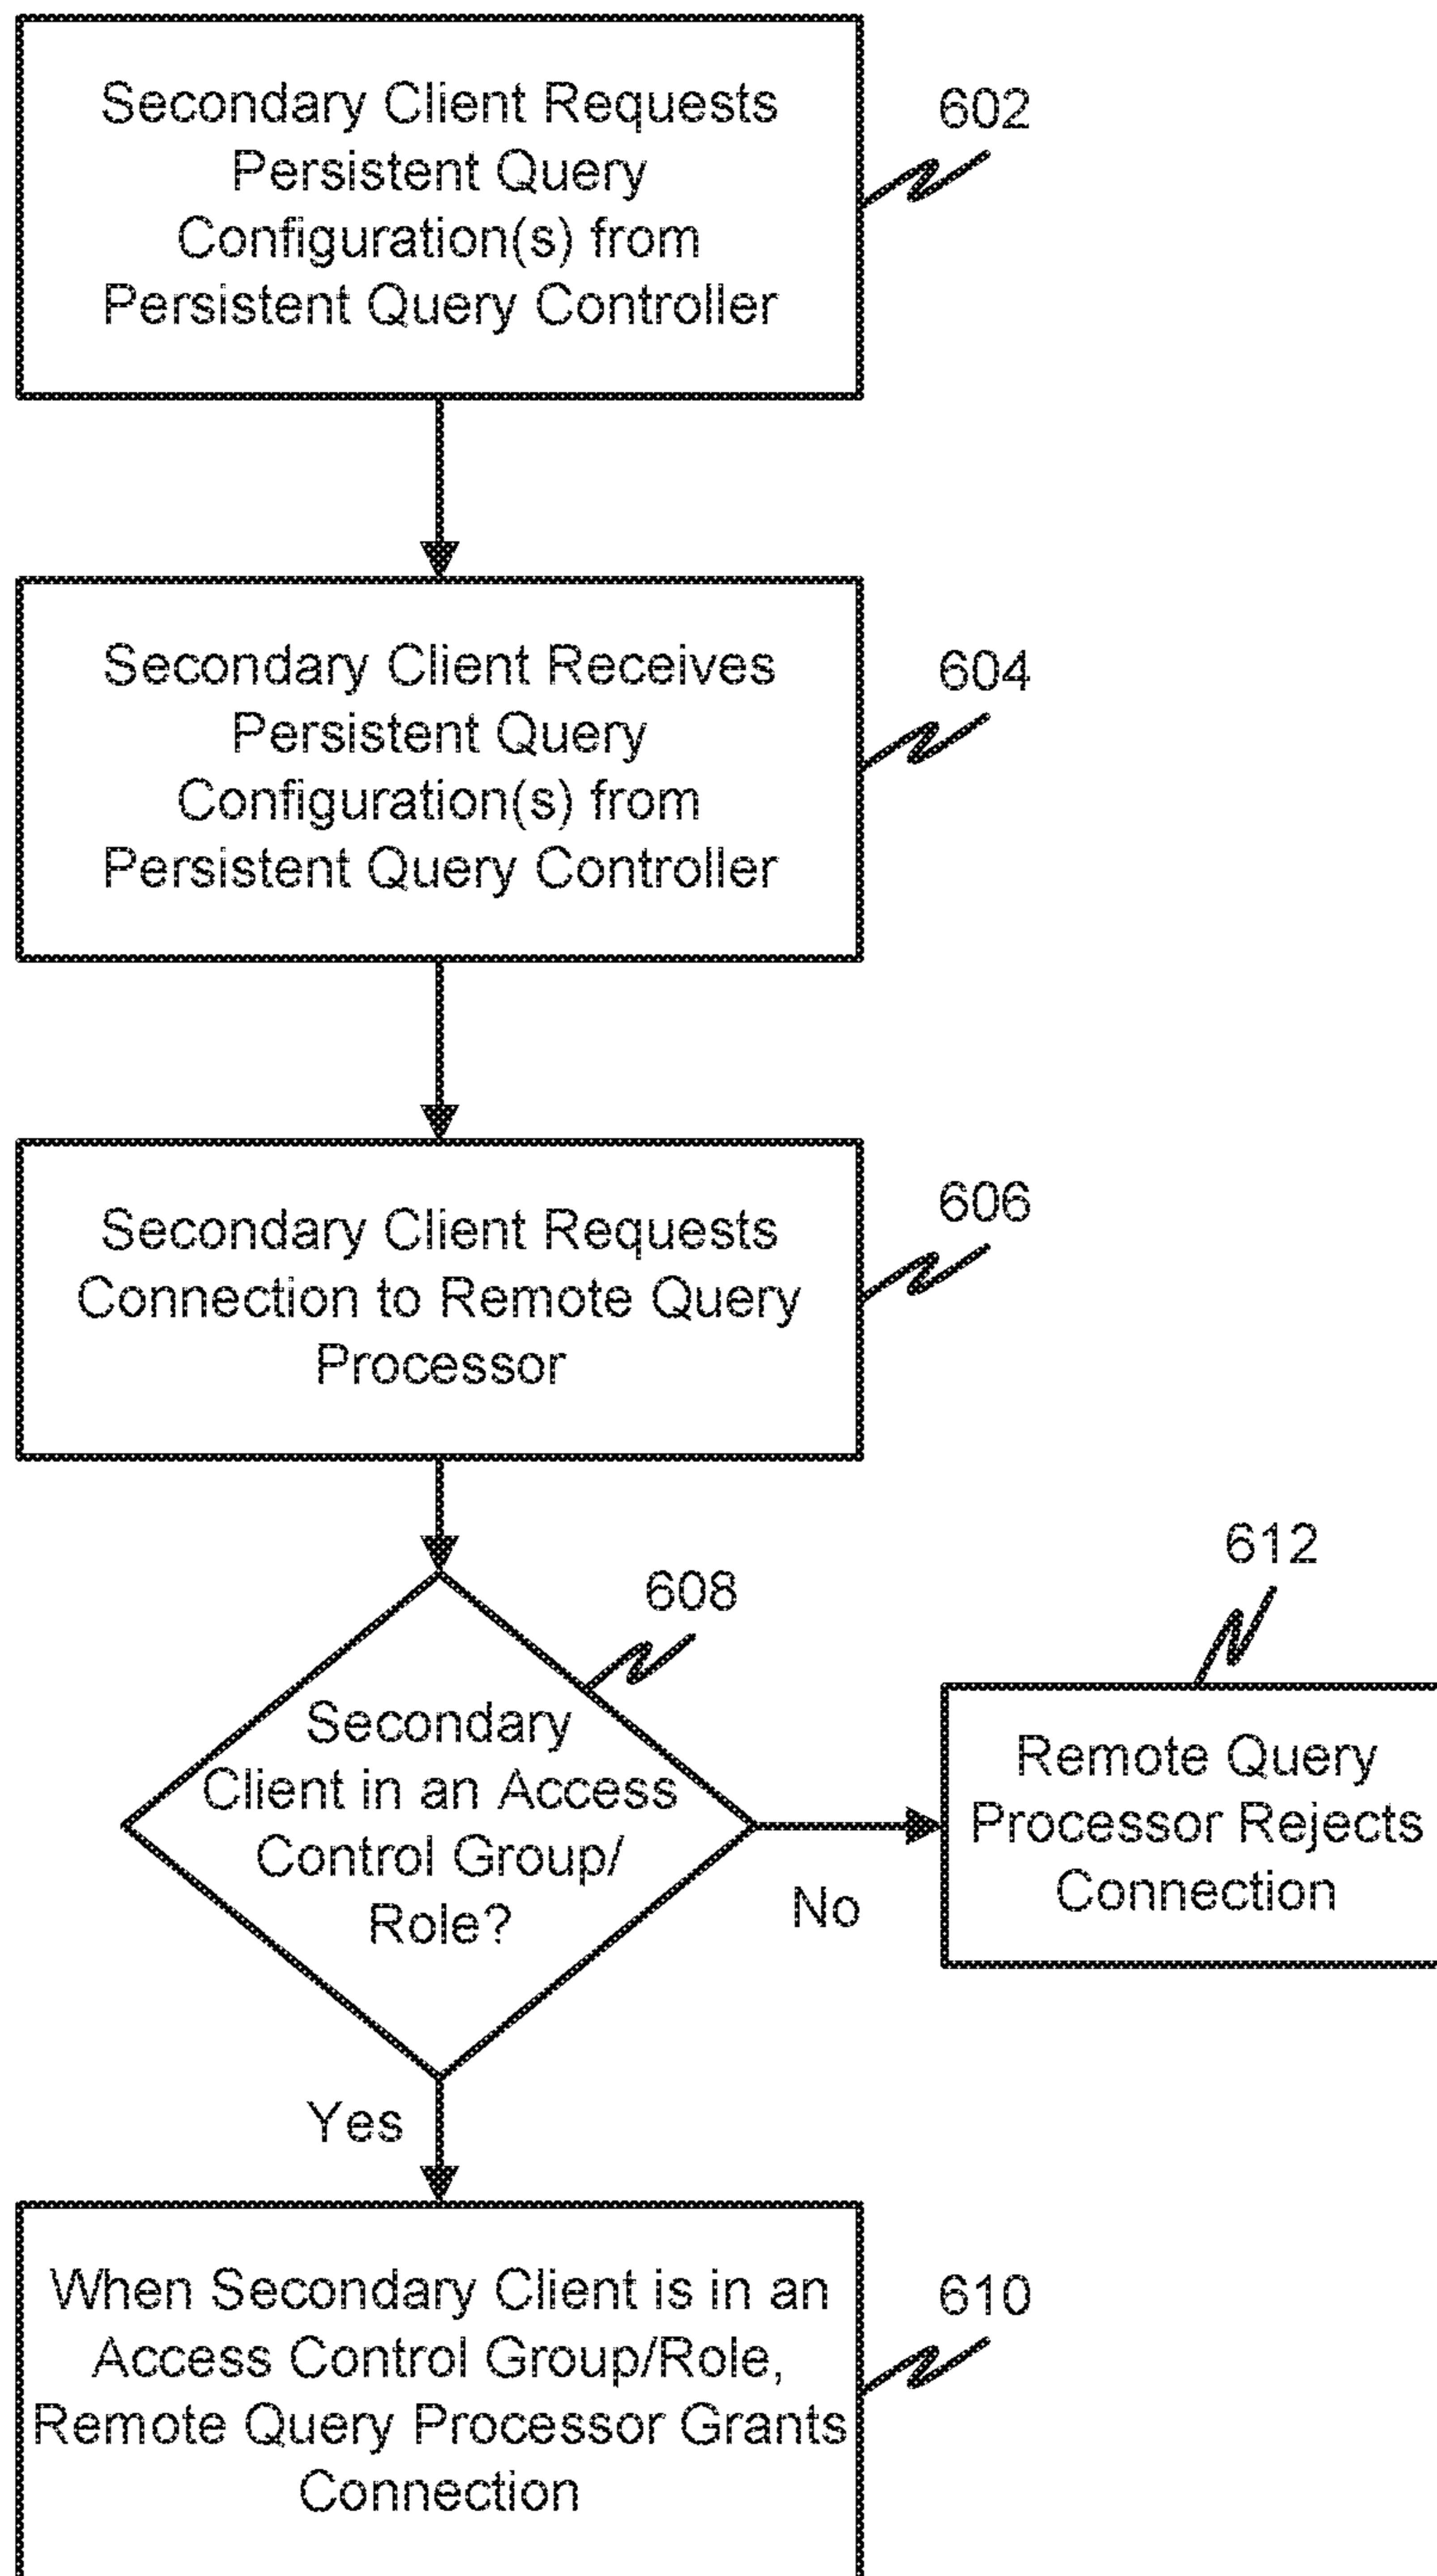 Secondary Client Requests
Persistent Query
Configuration(s) from
Persistent Query Controller
602
Secondary Client Receives
Persistent Query
Configuration(s) from
Persistent Query Controller
604
Secondary Client Requests
Connection to Remote Query
Processor
606
608
Secondary
Client in an Access
Control Group/
Role?
No
612
Remote Query
Processor Rejects
Connection
Yes
When Secondary Client is in an
Access Control Group/Role,
Remote Query Processor Grants
Connection
610